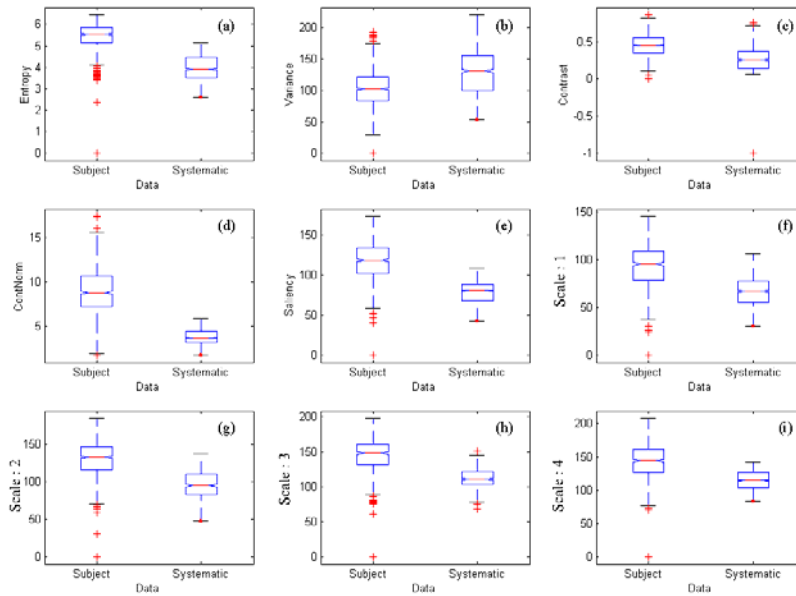 (a)
6
5
4
3
2
1
0
Entropy
Subject Systematic
Data
(b)
200
150
100
50
0
Variance
Subject Systematic
Data
(c)
0.5
0
-0.5
-1
Contrast
Subject Systematic
Data
(d)
15
10
5
ContNorm
Subject Systematic
Data
(e)
150
100
50
0
Saliency
Subject Systematic
Data
(f)
150
100
50
0
Scale : 1
Subject Systematic
Data
(g)
150
100
50
0
Scale : 2
Subject Systematic
Data
(h)
200
150
100
50
0
Scale : 3
Subject Systematic
Data
(i)
200
150
100
50
0
Scale : 4
Subject Systematic
Data